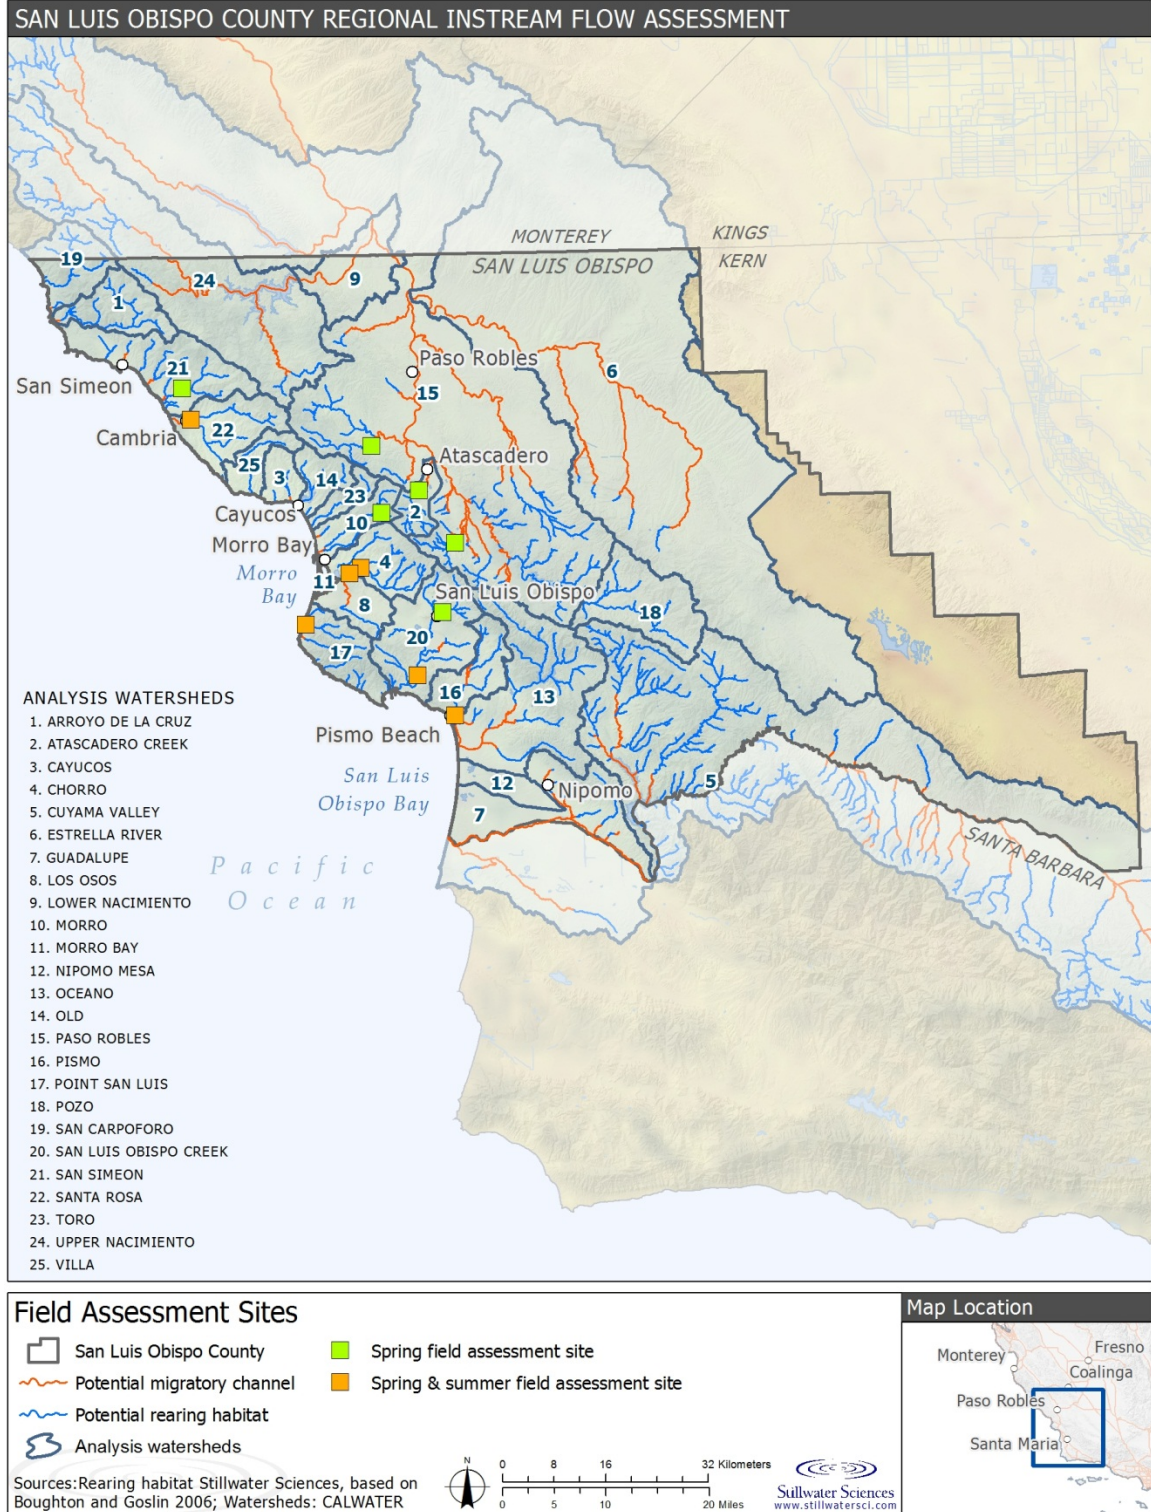 SAN LUIS OBISPO COUNTY REGIONAL INSTREAM FLOW ASSESSMENT
MONTEREY
KINGS
SAN LUIS OBISPO
KERN
19
24
9
1
Paso Robles
21
6
San Simeon
15
22
Cambria
Atascadero
25
3
14
23
Cayucos
2
10
Morro Bay
4
Morro
Bay
11
San Luis Obispo
8
18
20
17
16
13
Pismo Beach
San Luis
Obispo Bay
12
Nipomo
5
7
SANTA BARBARA
Pacific
Ocean
ANALYSIS WATERSHEDS
1. ARROYO DE LA CRUZ
2. ATASCADERO CREEK
3. CAYUCOS
4. CHORRO
5. CUYAMA VALLEY
6. ESTRELLA RIVER
7. GUADALUPE
8. LOS OSOS
9. LOWER NACIMIENTO
10. MORRO
11. MORRO BAY
12. NIPOMO MESA
13. OCEANO
14. OLD
15. PASO ROBLES
16. PISMO
17. POINT SAN LUIS
18. POZO
19. SAN CARPOFORO
20. SAN LUIS OBISPO CREEK
21. SAN SIMEON
22. SANTA ROSA
23. TORO
24. UPPER NACIMIENTO
25. VILLA
Field Assessment Sites
San Luis Obispo County
Potential migratory channel
Potential rearing habitat
Analysis watersheds
Spring field assessment site
Spring & summer field assessment site
Sources:Rearing habitat Stillwater Sciences, based on
Boughton and Goslin 2006; Watersheds: CALWATER
N
0 8 16 32 Kilometers
0 5 10 20 Miles
Stillwater Sciences
www.stillwatersci.com
Map Location
Monterey
Fresno
Coalinga
Paso Robles
Santa Maria